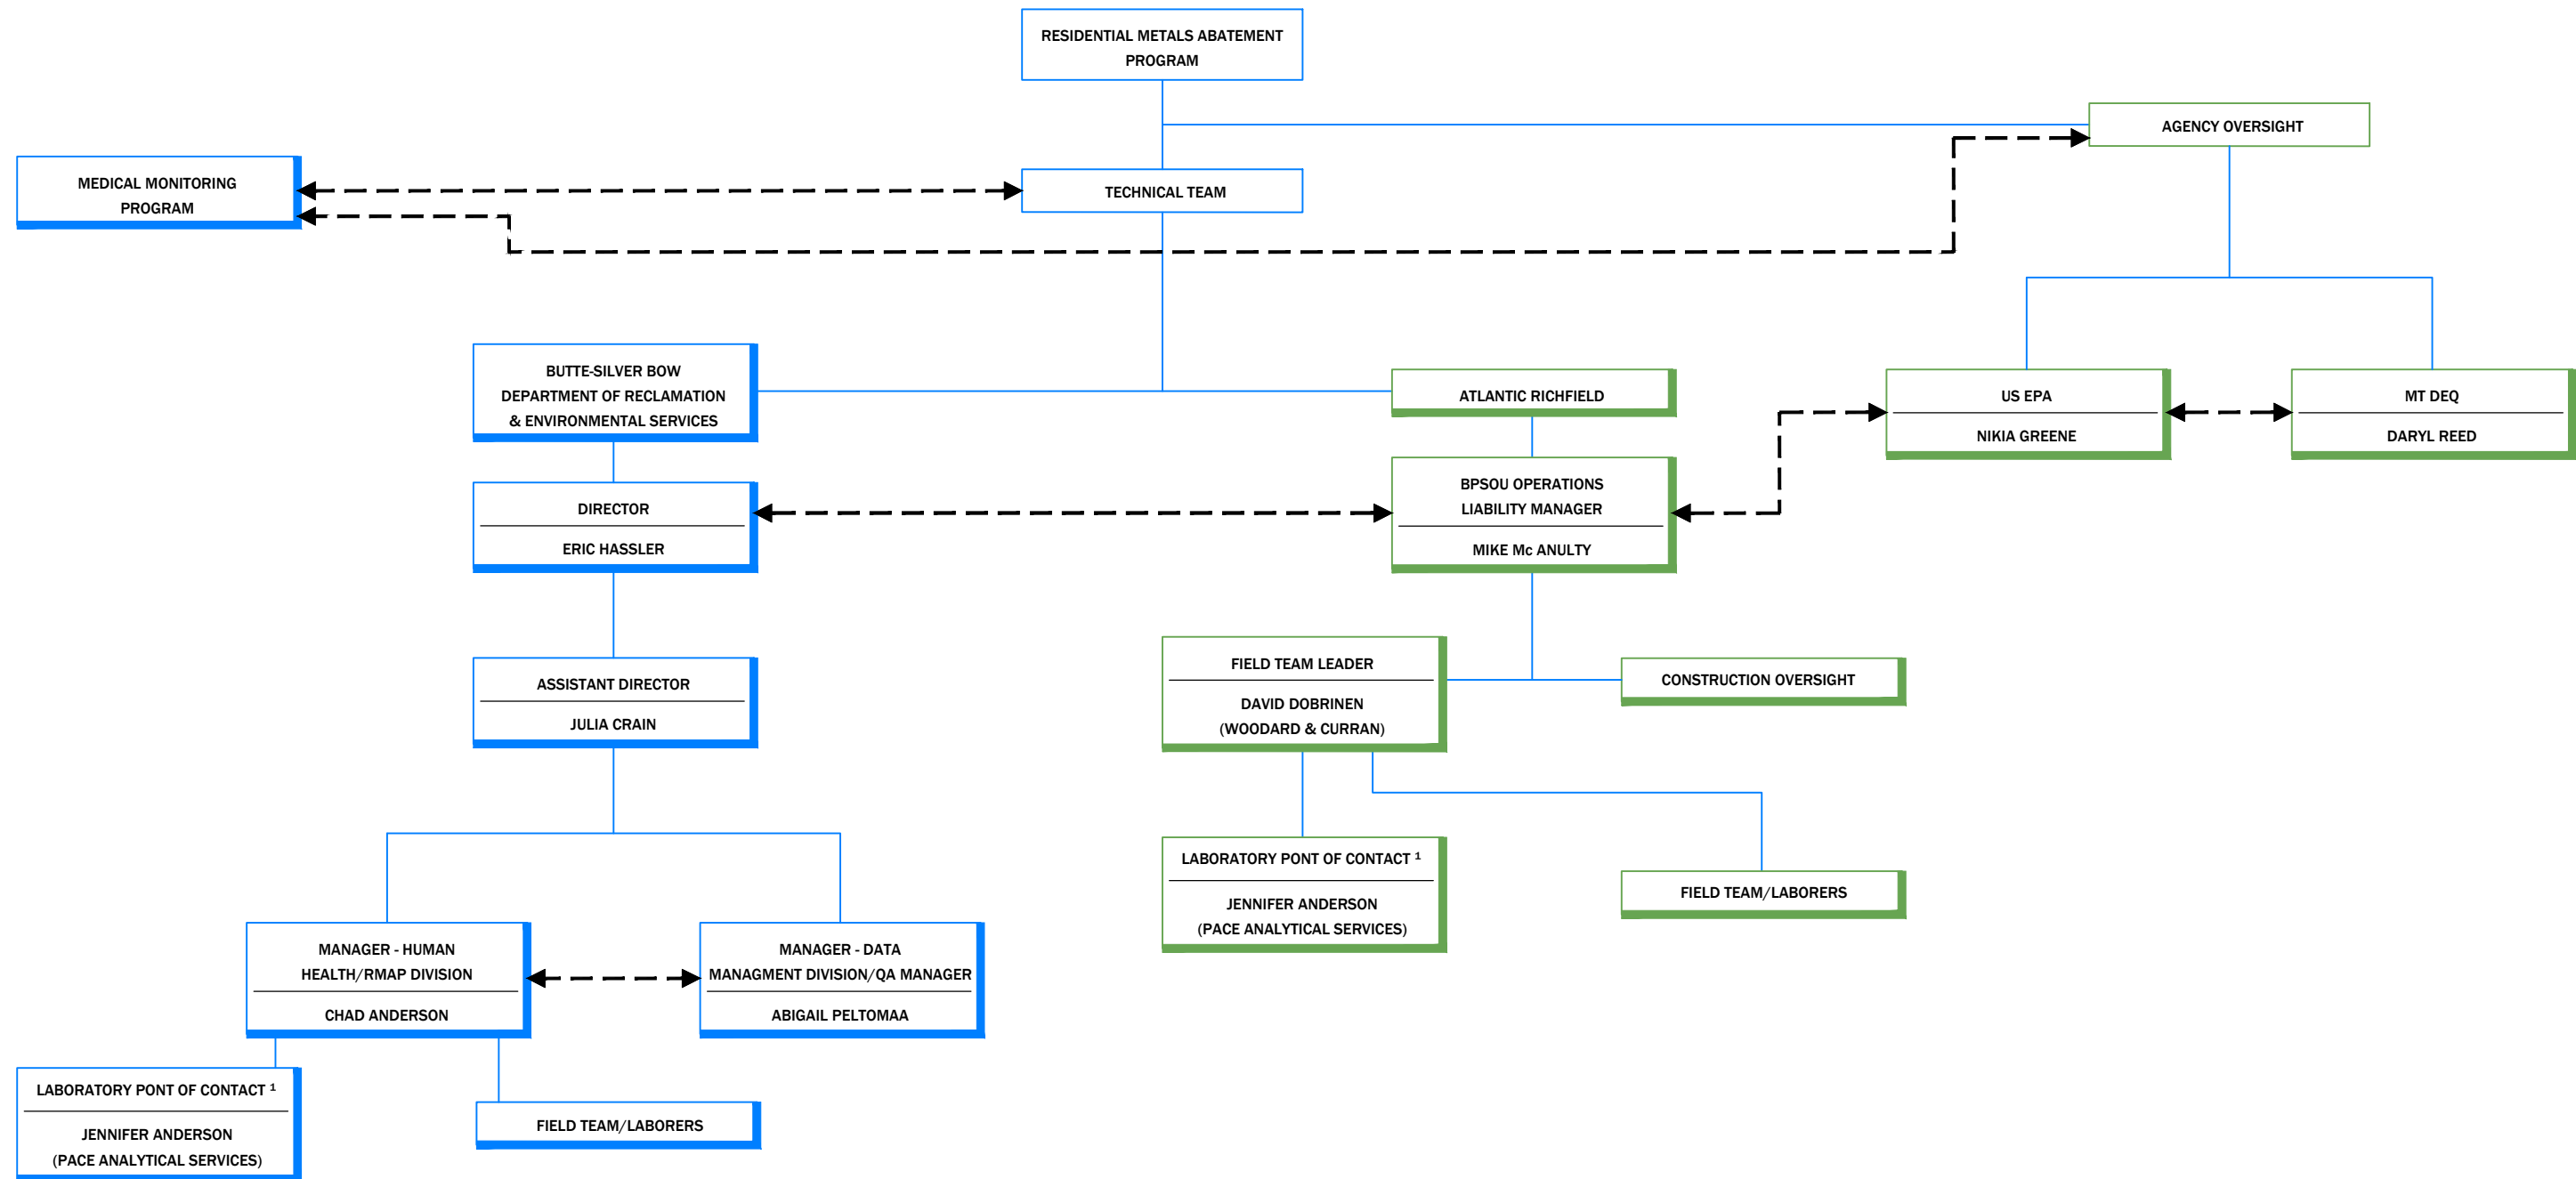 RESIDENTIAL METALS ABATEMENT
PROGRAM
AGENCY OVERSIGHT
MEDICAL MONITORING
PROGRAM
TECHNICAL TEAM
BUTTE-SILVER BOW
DEPARTMENT OF RECLAMATION
& ENVIRONMENTAL SERVICES
ATLANTIC RICHFIELD
US EPA
NIKIA GREENE
MT DEQ
DARYL REED
DIRECTOR
ERIC HASSLER
BPSOU OPERATIONS
LIABILITY MANAGER
MIKE Mc ANULTY
ASSISTANT DIRECTOR
JULIA CRAIN
FIELD TEAM LEADER
DAVID DOBRINEN
(WOODARD & CURRAN)
CONSTRUCTION OVERSIGHT
LABORATORY PONT OF CONTACT ¹
JENNIFER ANDERSON
(PACE ANALYTICAL SERVICES)
FIELD TEAM/LABORERS
MANAGER - HUMAN
HEALTH/RMAP DIVISION
CHAD ANDERSON
MANAGER - DATA
MANAGMENT DIVISION/QA MANAGER
ABIGAIL PELTOMAA
LABORATORY PONT OF CONTACT ¹
JENNIFER ANDERSON
(PACE ANALYTICAL SERVICES)
FIELD TEAM/LABORERS